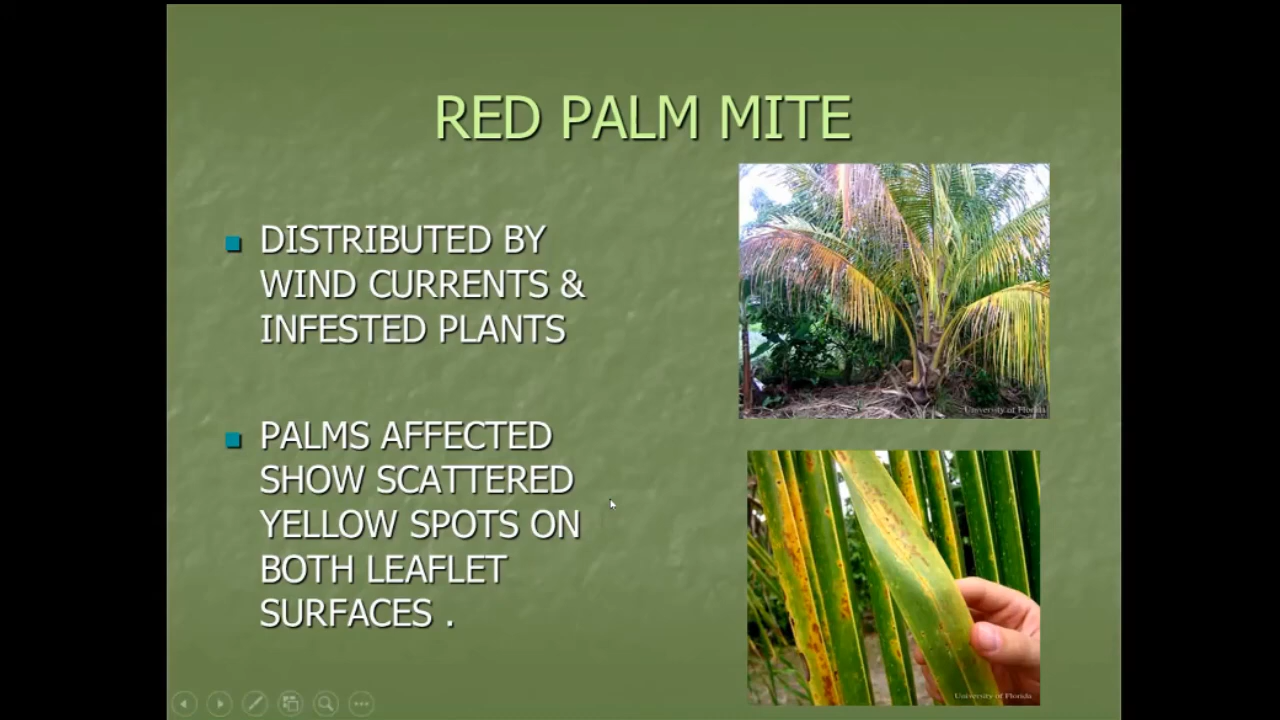 RED PALM MITE
DISTRIBUTED BY
WIND CURRENTS &
INFESTED PLANTS
PALMS AFFECTED
SHOW SCATTERED
YELLOW SPOTS ON
BOTH LEAFLET
SURFACES .
University of Florida
University of Florida